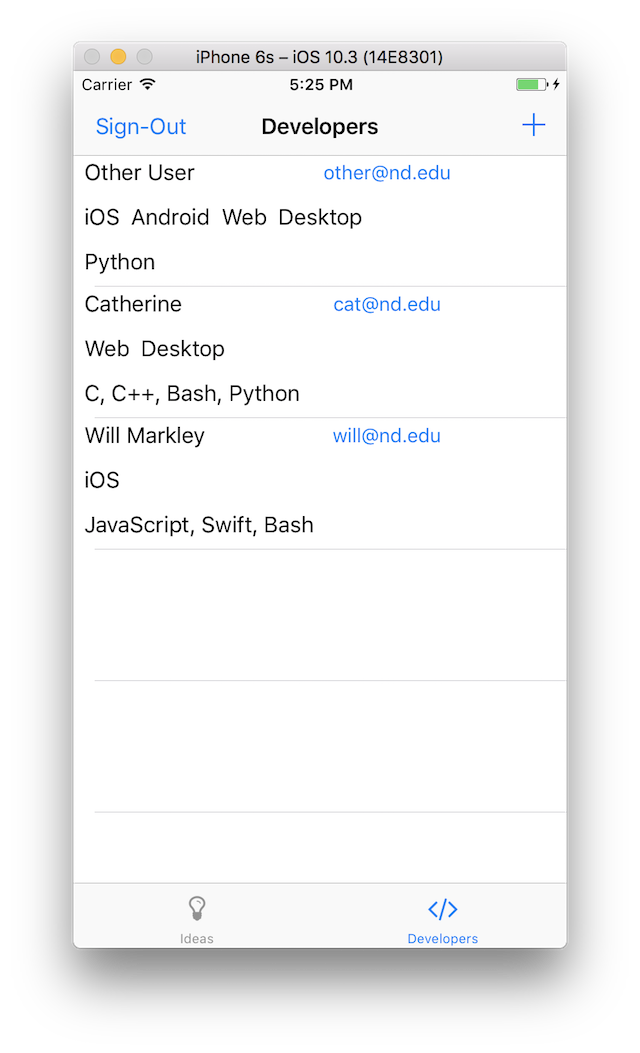 iPhone 6s – iOS 10.3 (14E8301)
Carrier 5:25 PM
Sign-Out Developers +
Other User other@nd.edu
iOS Android Web Desktop
Python
Catherine cat@nd.edu
Web Desktop
C, C++, Bash, Python
Will Markley will@nd.edu
iOS
JavaScript, Swift, Bash
Ideas </> Developers